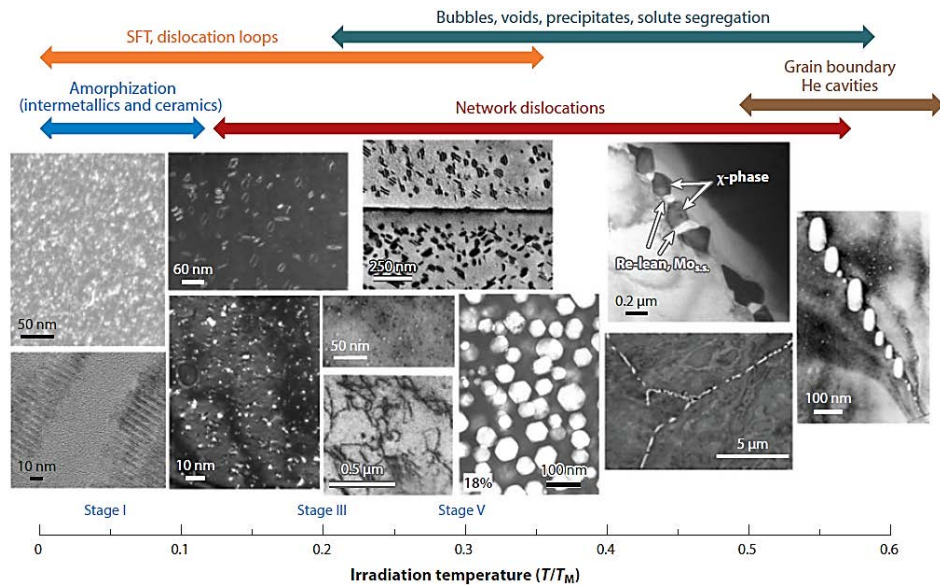 Bubbles, voids, precipitates, solute segregation
SFT, dislocation loops
Grain boundary
He cavities
Amorphization
(intermetallics and ceramics)
Network dislocations
χ-phase
60 nm
250 nm
Re-lean, Mo_s.s.
0.2 µm
50 nm
50 nm
100 nm
10 nm
10 nm
0.5 µm
18%
100 nm
5 µm
Stage I
Stage III
Stage V
0
0.1
0.2
0.3
0.4
0.5
0.6
Irradiation temperature (T/T_M)